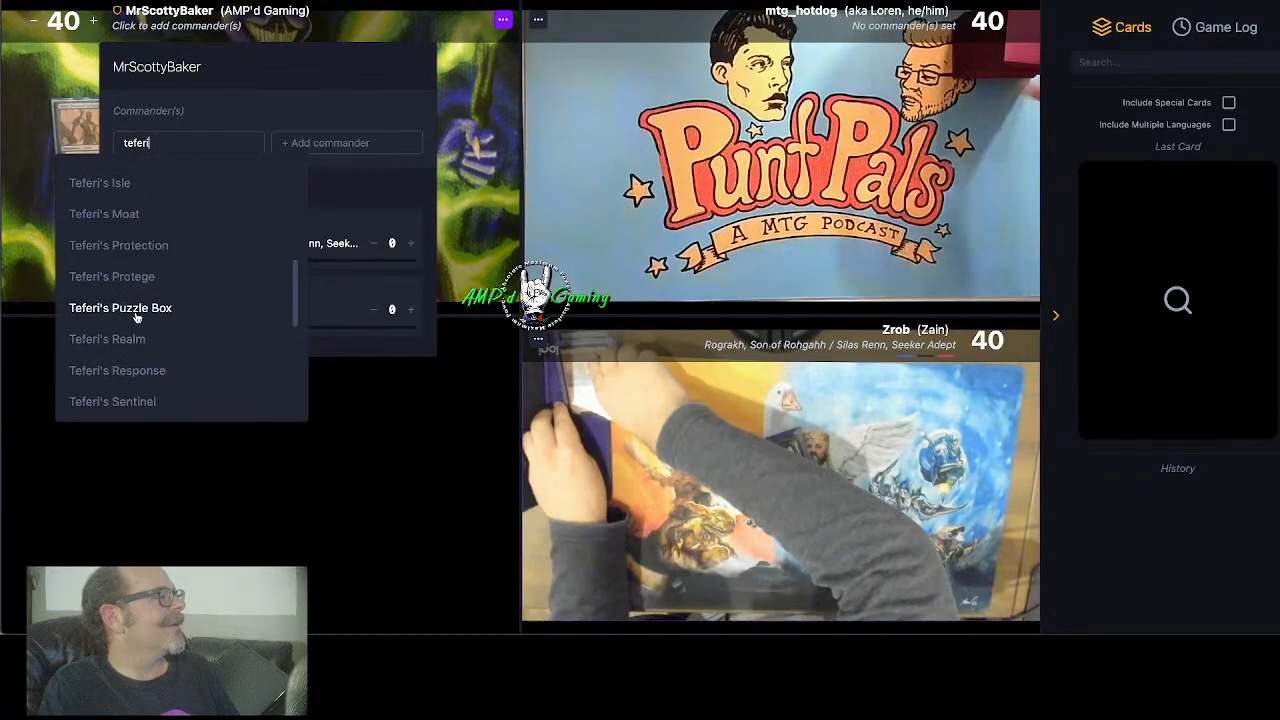 MrScottyBaker (AMP'd Gaming)
40
Click to add commander(s)
MrScottyBaker
Commander(s)
teferi
+ Add commander
Teferi's Isle
Teferi's Moat
Teferi's Protection
Teferi's Protege
Teferi's Puzzle Box
Teferi's Realm
Teferi's Response
Teferi's Sentinel
nn, Seek... − 0 +
− 0 +
mtg_hotdog (aka Loren, he/him)
No commander(s) set
40
Punt Pals
A MTG PODCAST
AMP'd Gaming
Zrob (Zain)
Rograkh, Son of Rohgahh / Silas Renn, Seeker Adept
40
Cards
Game Log
Search...
Include Special Cards
Include Multiple Languages
Last Card
History